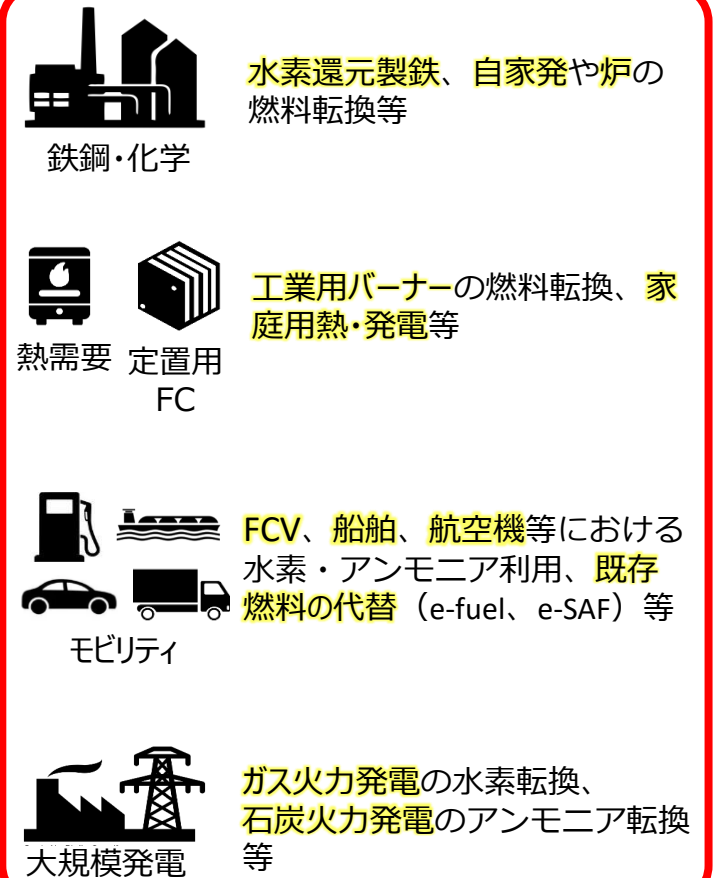 水素還元製鉄、自家発や炉の
燃料転換等
鉄鋼・化学
工業用バーナーの燃料転換、家
庭用熱・発電等
熱需要
定置用
FC
FCV、船舶、航空機等における
水素・アンモニア利用、既存
燃料の代替（e-fuel、e-SAF）等
モビリティ
ガス火力発電の水素転換、
石炭火力発電のアンモニア転換
等
大規模発電